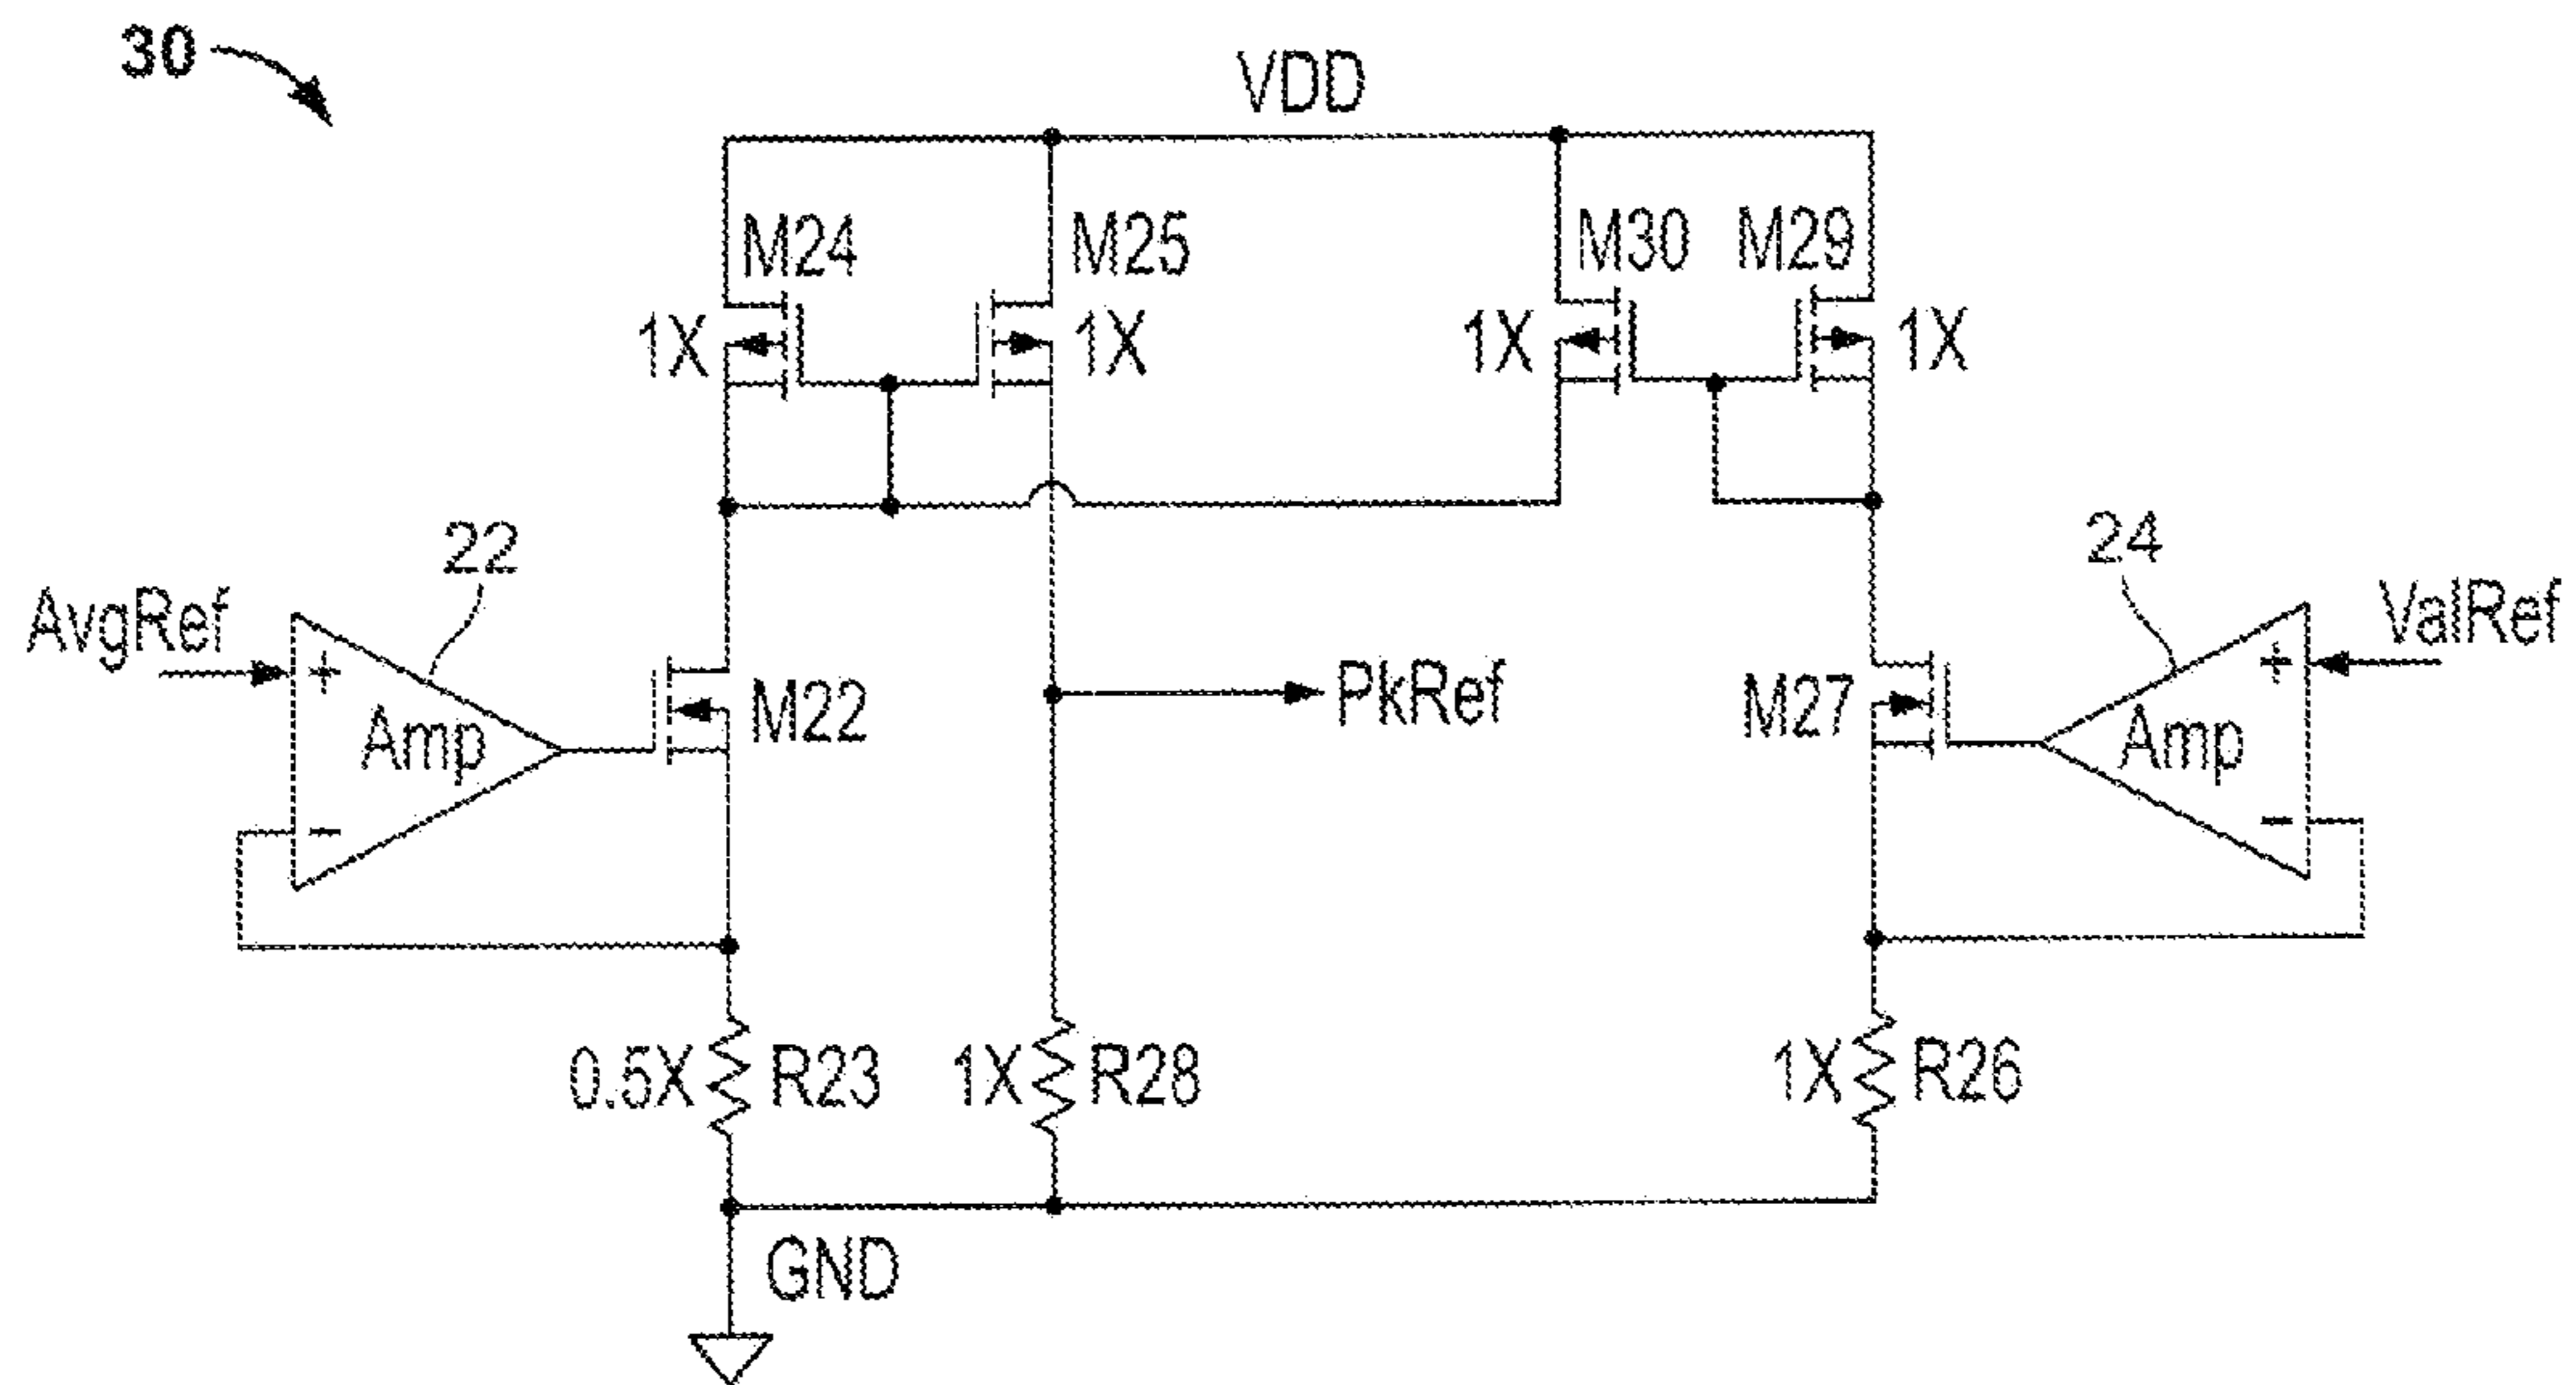 30
VDD
M24
M25
M30
M29
1X
1X
1X
1X
22
24
AvgRef
ValRef
+
Amp
-
M22
PkRef
M27
+
Amp
-
0.5X
R23
1X
R28
1X
R26
GND